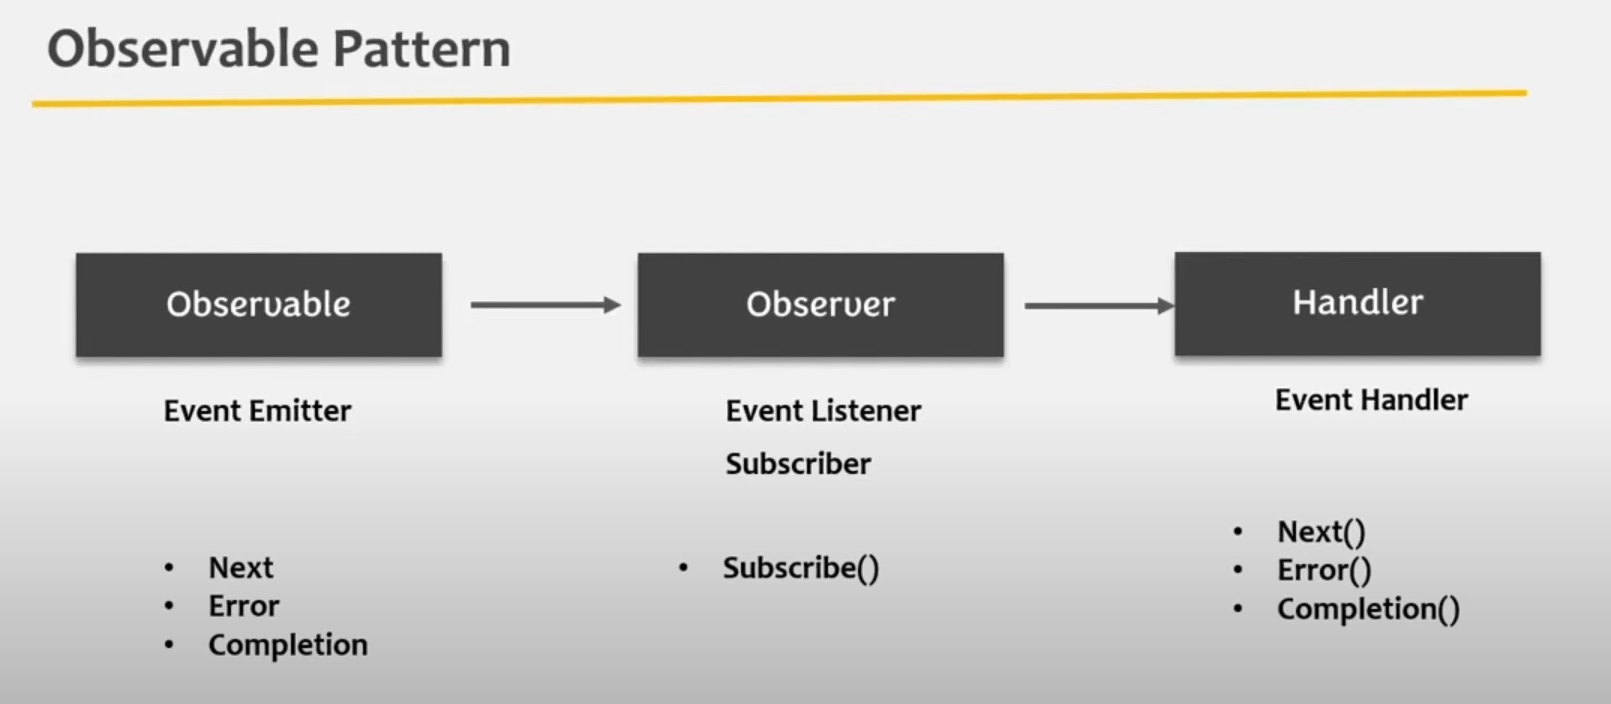 Observable Pattern
Observable
Observer
Handler
Event Emitter
Event Listener
Subscriber
Event Handler
• Next
• Error
• Completion
• Subscribe()
• Next()
• Error()
• Completion()